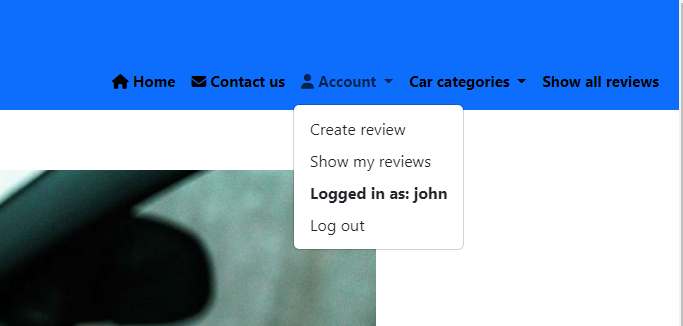 Home Contact us Account Car categories Show all reviews
Create review
Show my reviews
Logged in as: john
Log out